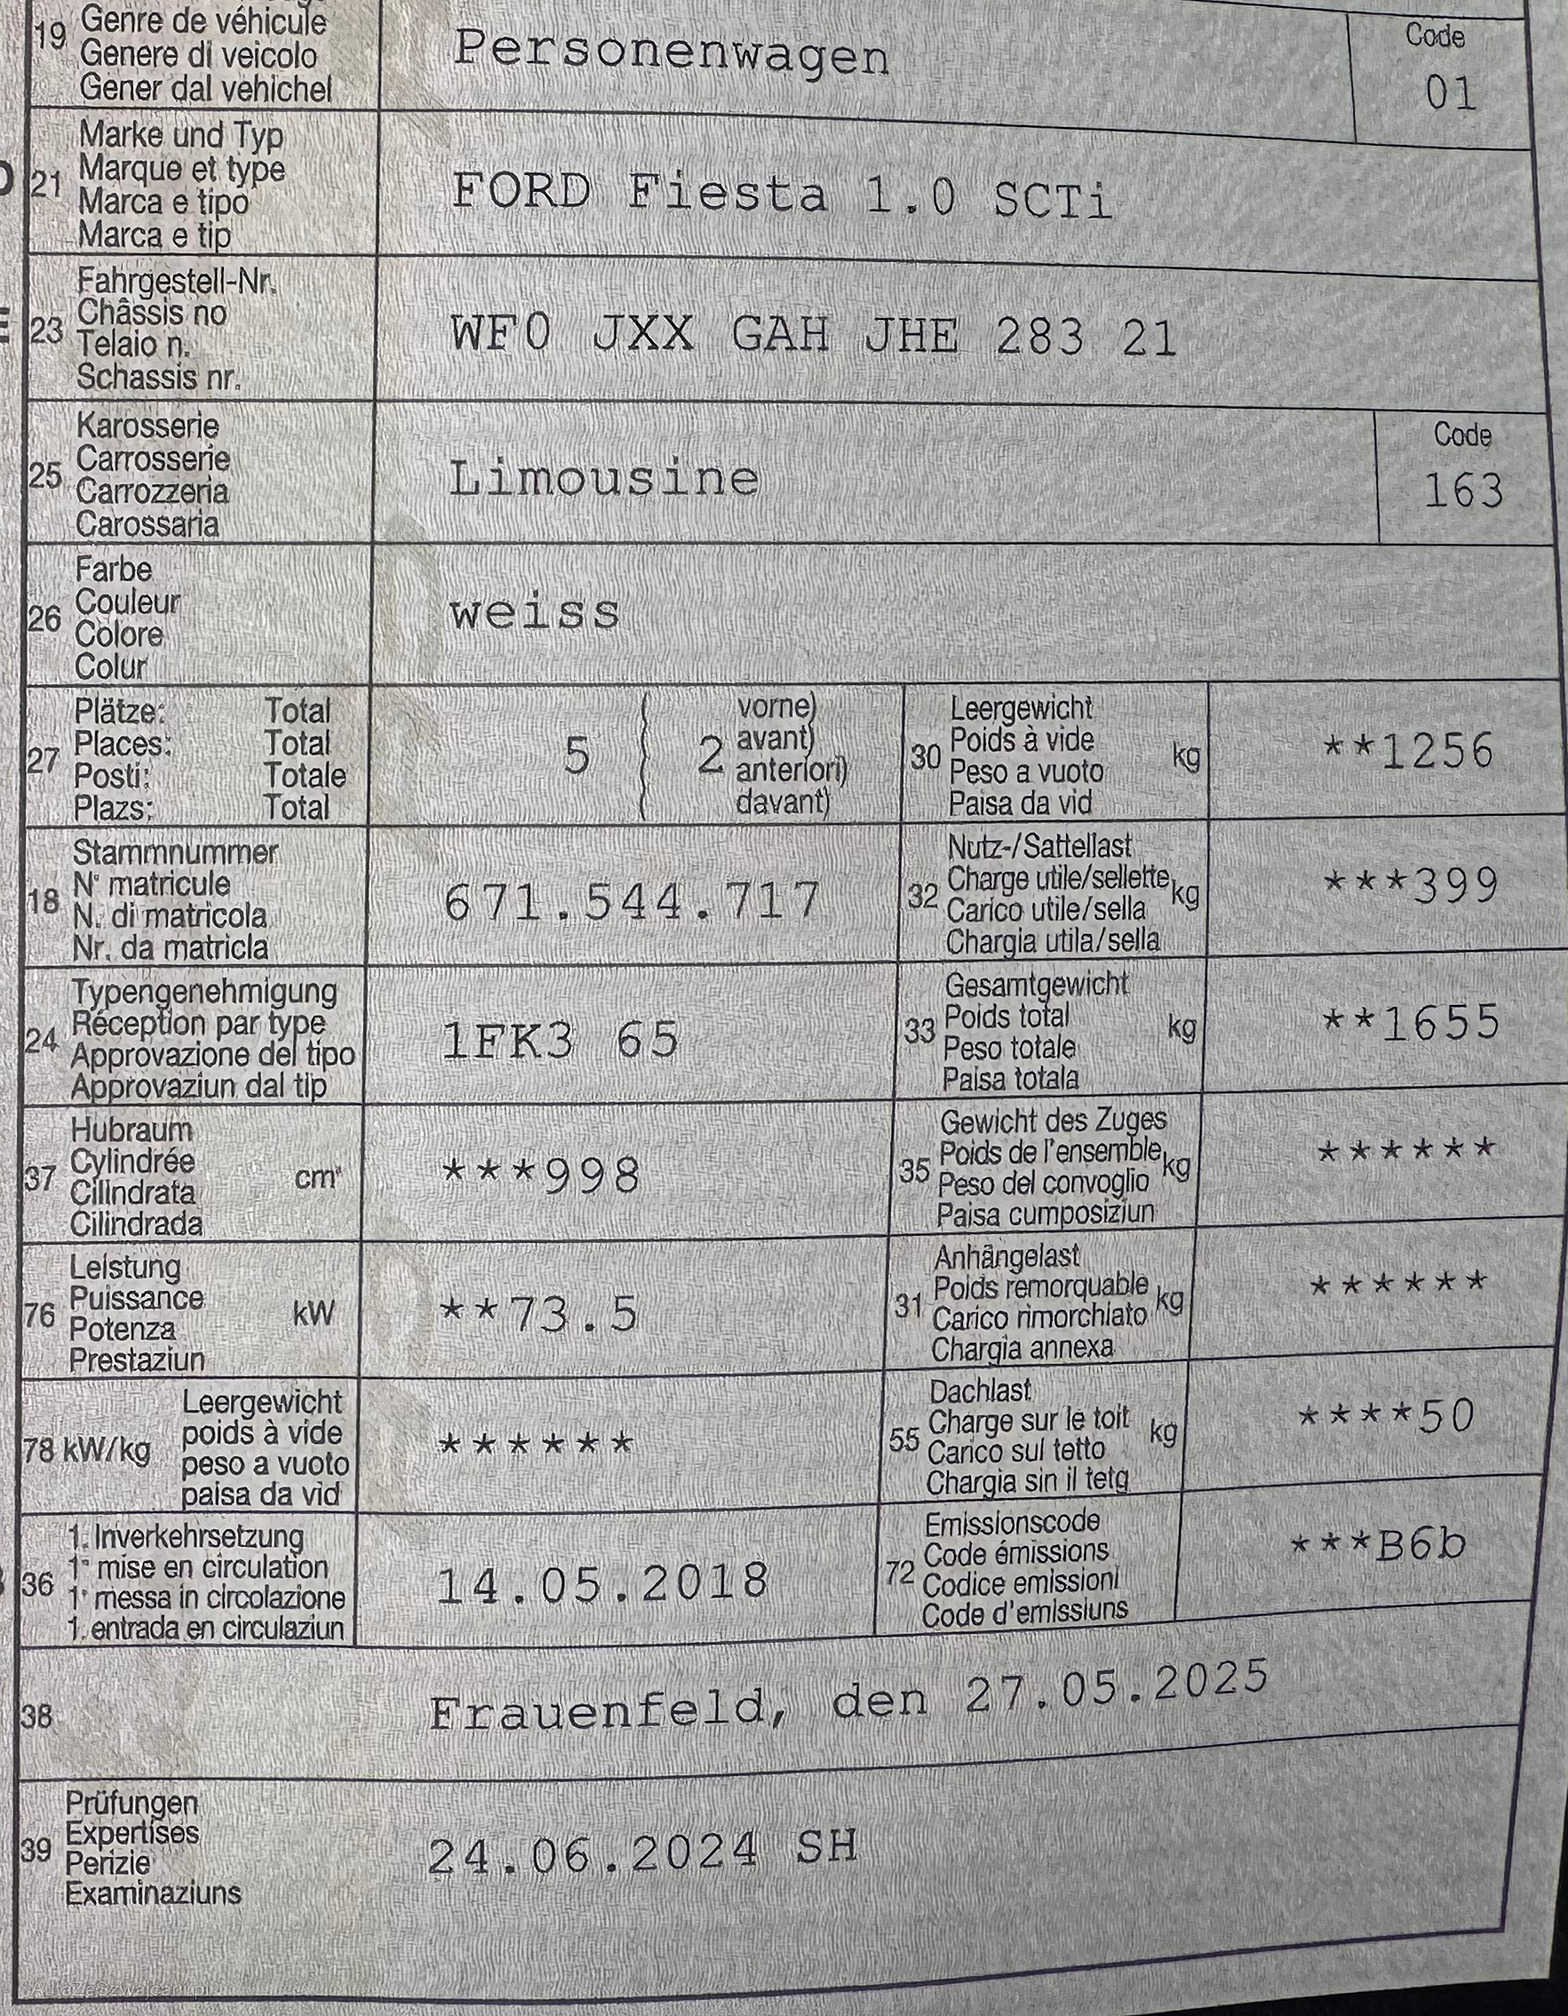 19 Genre de véhicule
Genere di veicolo
Gener dal vehichel
Personenwagen
Code
01
21 Marke und Typ
Marque et type
Marca e tipo
Marca e tip
FORD Fiesta 1.0 SCTi
23 Fahrgestell-Nr.
Châssis no
Telaio n.
Schassis nr.
WF0 JXX GAH JHE 283 21
25 Karosserie
Carrosserie
Carrozzeria
Carossaria
Limousine
Code
163
26 Farbe
Couleur
Colore
Colur
weiss
27 Plätze: Total
Places: Total
Posti: Totale
Plazs: Total
5 2
vorne)
avant)
anteriori)
davant)
30 Leergewicht
Poids à vide kg
Peso a vuoto
Paisa da vid
**1256
18 Stammnummer
N° matricule
N. di matricola
Nr. da matricla
671.544.717
32 Nutz-/Sattellast
Charge utile/sellette kg
Carico utile/sella
Chargia utila/sella
***399
24 Typengenehmigung
Réception par type
Approvazione del tipo
Approvaziun dal tip
1FK3 65
33 Gesamtgewicht
Poids total kg
Peso totale
Paisa totala
**1655
37 Hubraum
Cylindrée cm³
Cilindrata
Cilindrada
***998
35 Gewicht des Zuges
Poids de l'ensemble kg
Peso del convoglio
Paisa cumposiziun
******
76 Leistung
Puissance kW
Potenza
Prestaziun
**73.5
31 Anhängelast
Poids remorquable kg
Carico rimorchiato
Chargia annexa
******
78 kW/kg Leergewicht
poids à vide
peso a vuoto
paisa da vid
******
55 Dachlast
Charge sur le toit kg
Carico sul tetto
Chargia sin il tetg
****50
36 1. Inverkehrsetzung
1re mise en circulation
1a messa in circolazione
1. entrada en circulaziun
14.05.2018
72 Emissionscode
Code émissions
Codice emissioni
Code d'emissiuns
***B6b
38 Frauenfeld, den 27.05.2025
39 Prüfungen
Expertises
Perizie
Examinaziuns
24.06.2024 SH
AutaZeSzwajcarii.pl